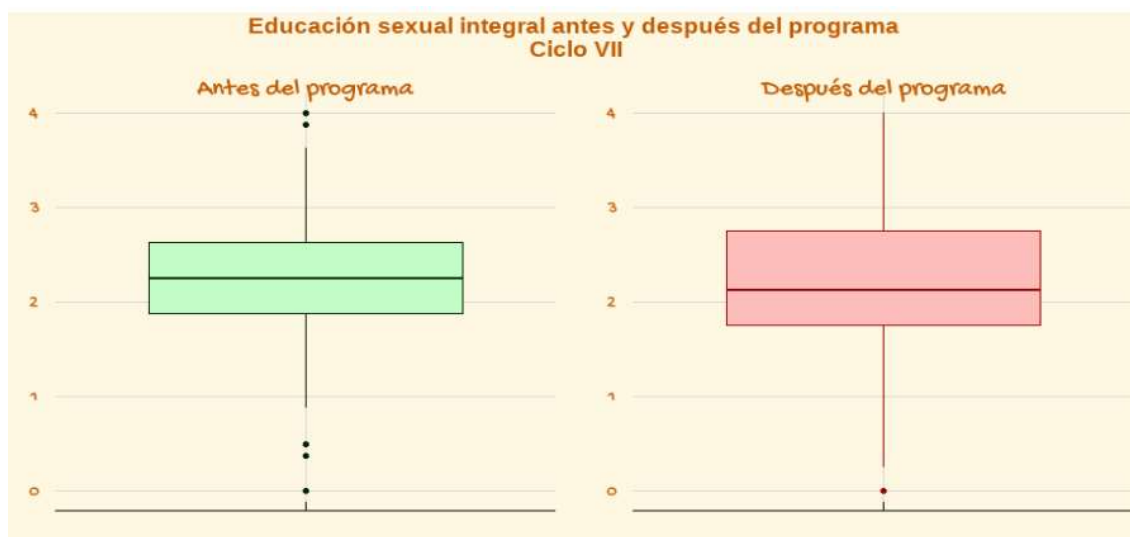 Educación sexual integral antes y después del programa
Ciclo VII
Antes del programa
Después del programa
4
3
2
1
0
4
3
2
1
0